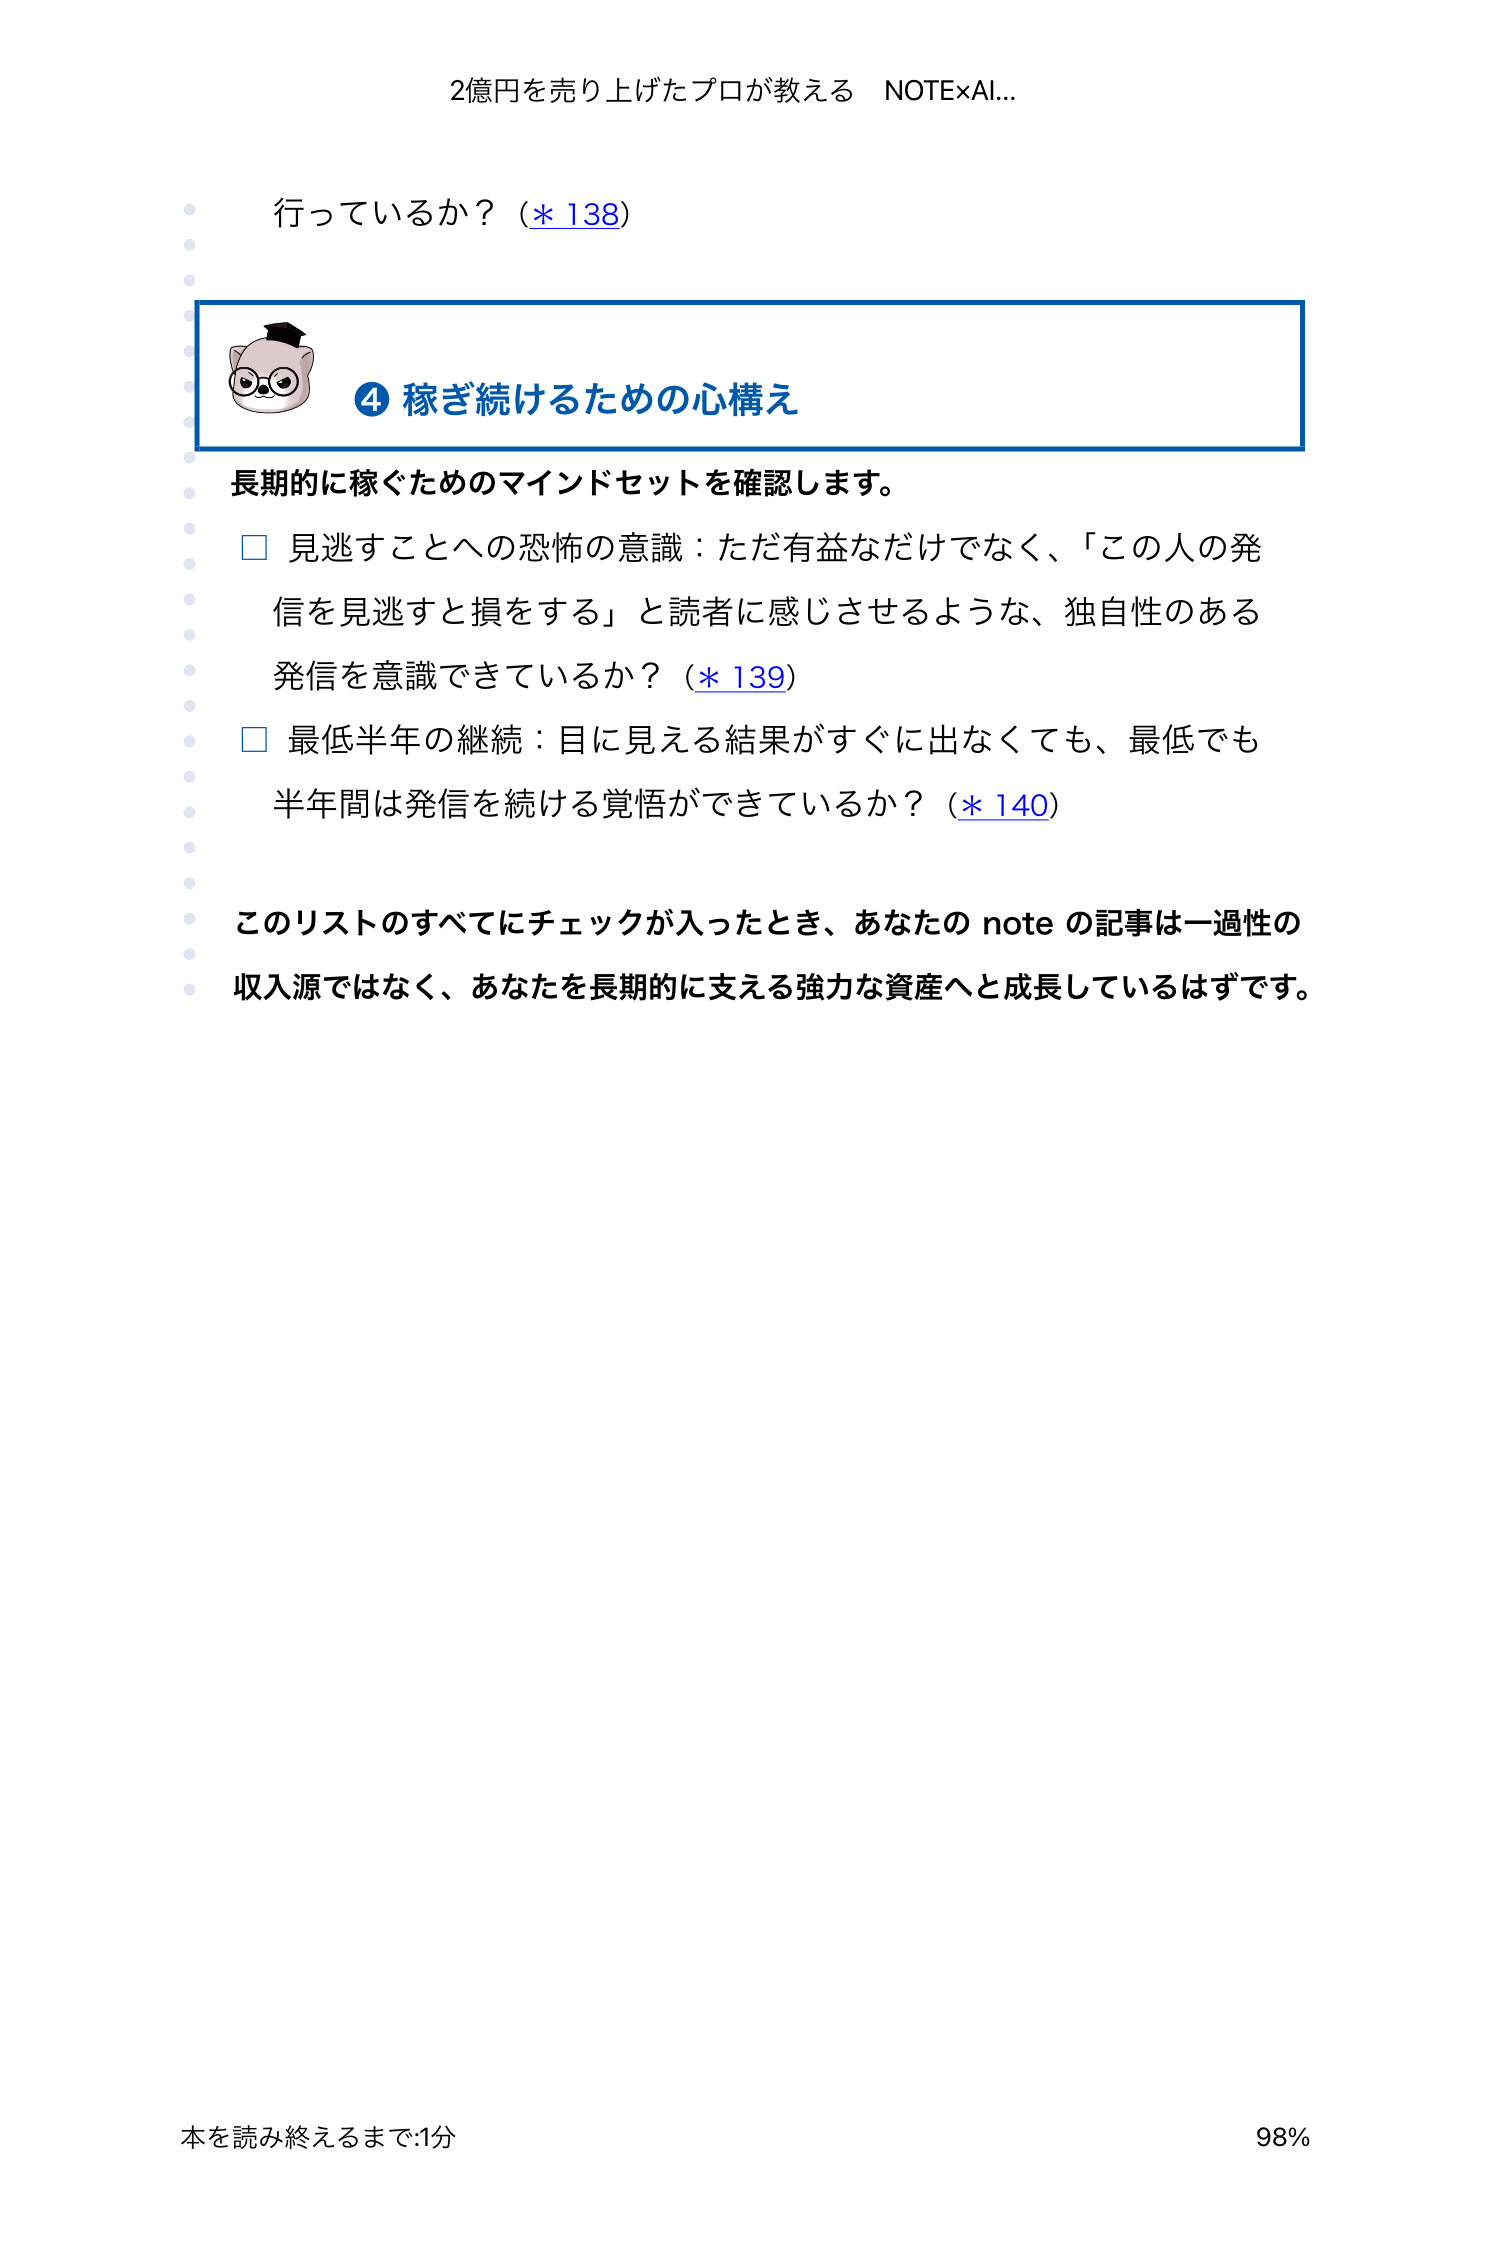 2億円を売り上げたプロが教える　NOTE×AI...
行っているか？（＊ 138）
❹ 稼ぎ続けるための心構え
長期的に稼ぐためのマインドセットを確認します。
□ 見逃すことへの恐怖の意識：ただ有益なだけでなく、「この人の発
信を見逃すと損をする」と読者に感じさせるような、独自性のある
発信を意識できているか？（＊ 139）
□ 最低半年の継続：目に見える結果がすぐに出なくても、最低でも
半年間は発信を続ける覚悟ができているか？（＊ 140）
このリストのすべてにチェックが入ったとき、あなたの note の記事は一過性の
収入源ではなく、あなたを長期的に支える強力な資産へと成長しているはずです。
本を読み終えるまで:1分
98%